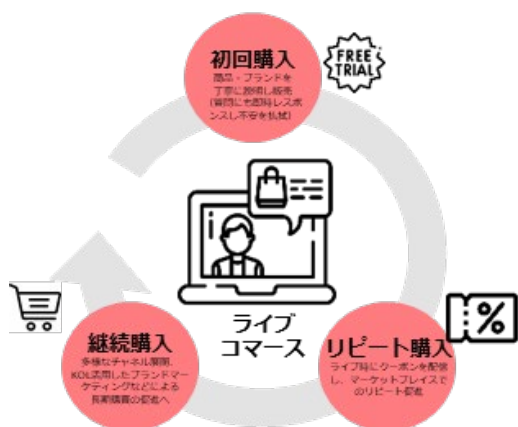 初回購入
商品・ブランドを
丁寧に説明し販売
(質問にも即時レスポ
ンスし不安を払拭)
FREE
TRIAL
ライブ
コマース
リピート購入
ライブ時にクーポンを配信
し、マーケットプレイスで
のリピート促進
%
継続購入
多様なチャネル展開、
KOL活用したブランドマー
ケティングなどによる
長期購買の促進へ